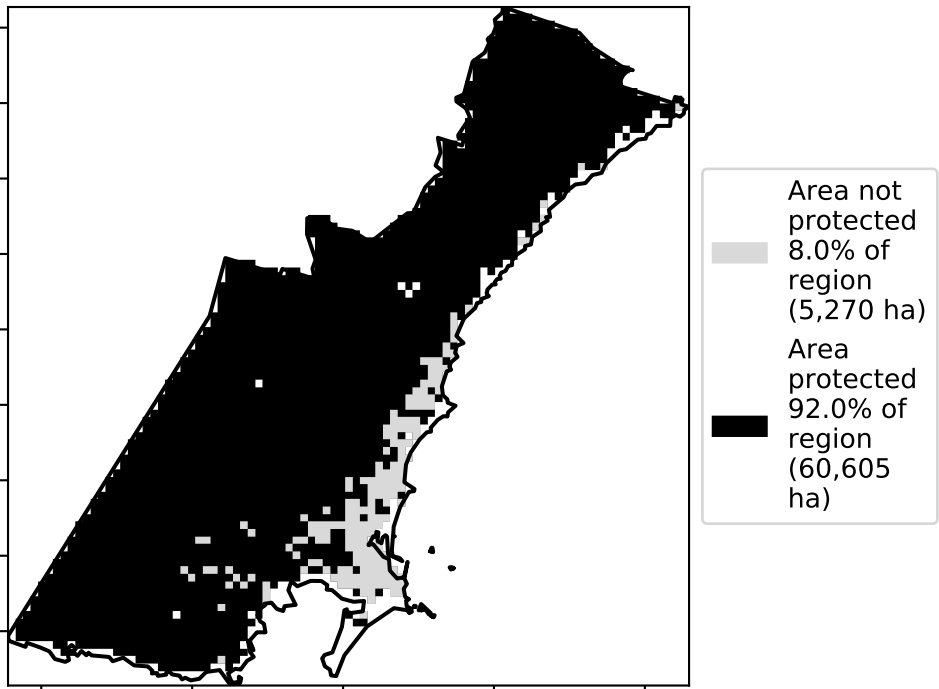 Area not
protected
8.0% of
region
(5,270 ha)
Area
protected
92.0% of
region
(60,605
ha)